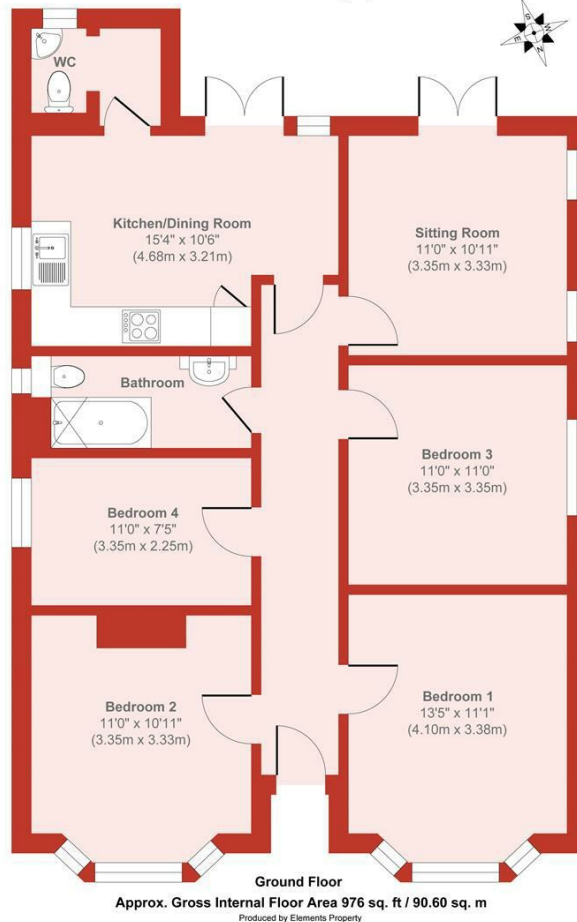 S
W
E
N
WC
Kitchen/Dining Room
15'4" x 10'6"
(4.68m x 3.21m)
Sitting Room
11'0" x 10'11"
(3.35m x 3.33m)
Bathroom
Bedroom 3
11'0" x 11'0"
(3.35m x 3.35m)
Bedroom 4
11'0" x 7'5"
(3.35m x 2.25m)
Bedroom 2
11'0" x 10'11"
(3.35m x 3.33m)
Bedroom 1
13'5" x 11'1"
(4.10m x 3.38m)
Ground Floor
Approx. Gross Internal Floor Area 976 sq. ft / 90.60 sq. m
Produced by Elements Property